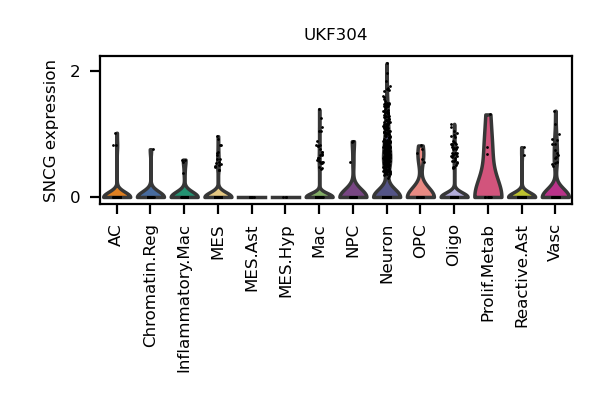 UKF304
SNCG expression
2
0
AC
Chromatin.Reg
Inflammatory.Mac
MES
MES.Ast
MES.Hyp
Mac
NPC
Neuron
OPC
Oligo
Prolif.Metab
Reactive.Ast
Vasc